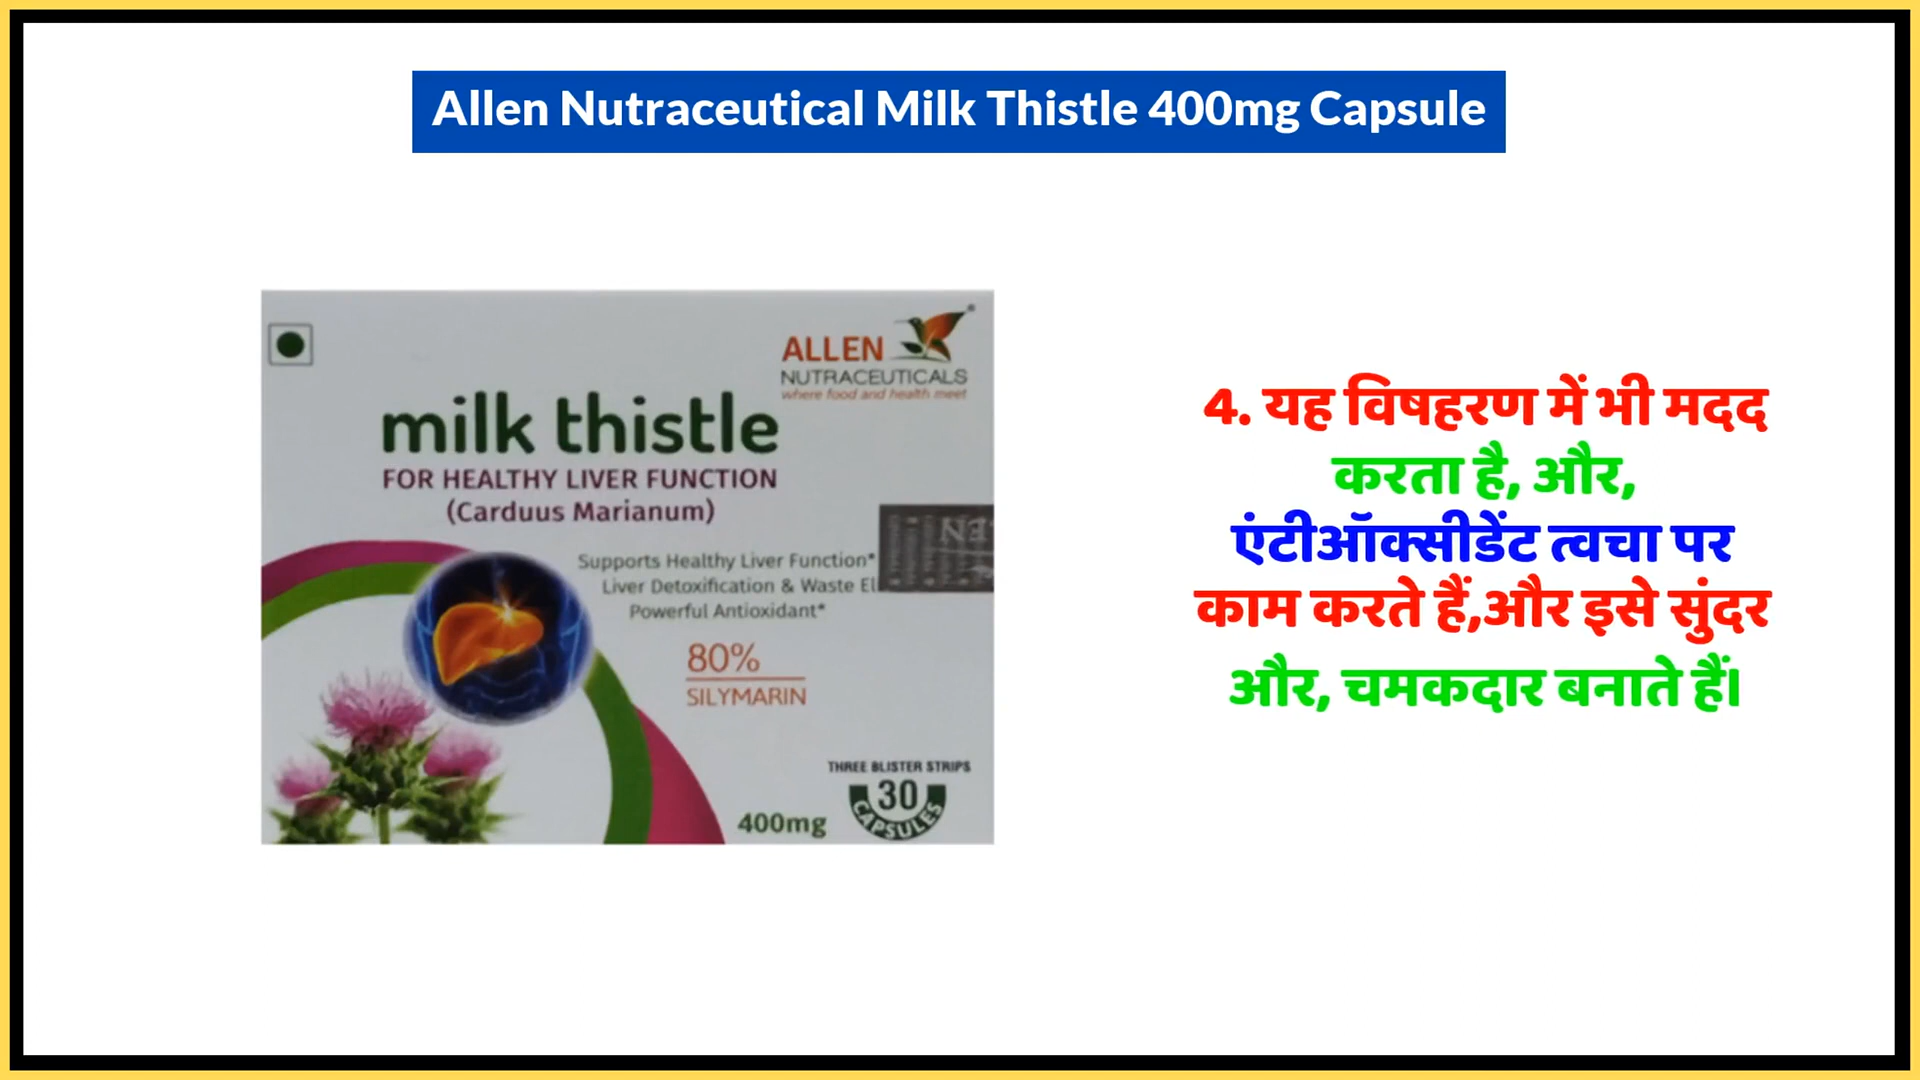 Allen Nutraceutical Milk Thistle 400mg Capsule
ALLEN
NUTRACEUTICALS
where food and health meet
milk thistle
FOR HEALTHY LIVER FUNCTION
(Carduus Marianum)
Supports Healthy Liver Function*
Liver Detoxification & Waste
Powerful Antioxidant*
80%
SILYMARIN
THREE BLISTER STRIPS
30
CAPSULES
400mg
4. यह विषहरण में भी मदद
करता है, और,
एंटीऑक्सीडेंट त्वचा पर
काम करते हैं,और इसे सुंदर
और, चमकदार बनाते हैं।